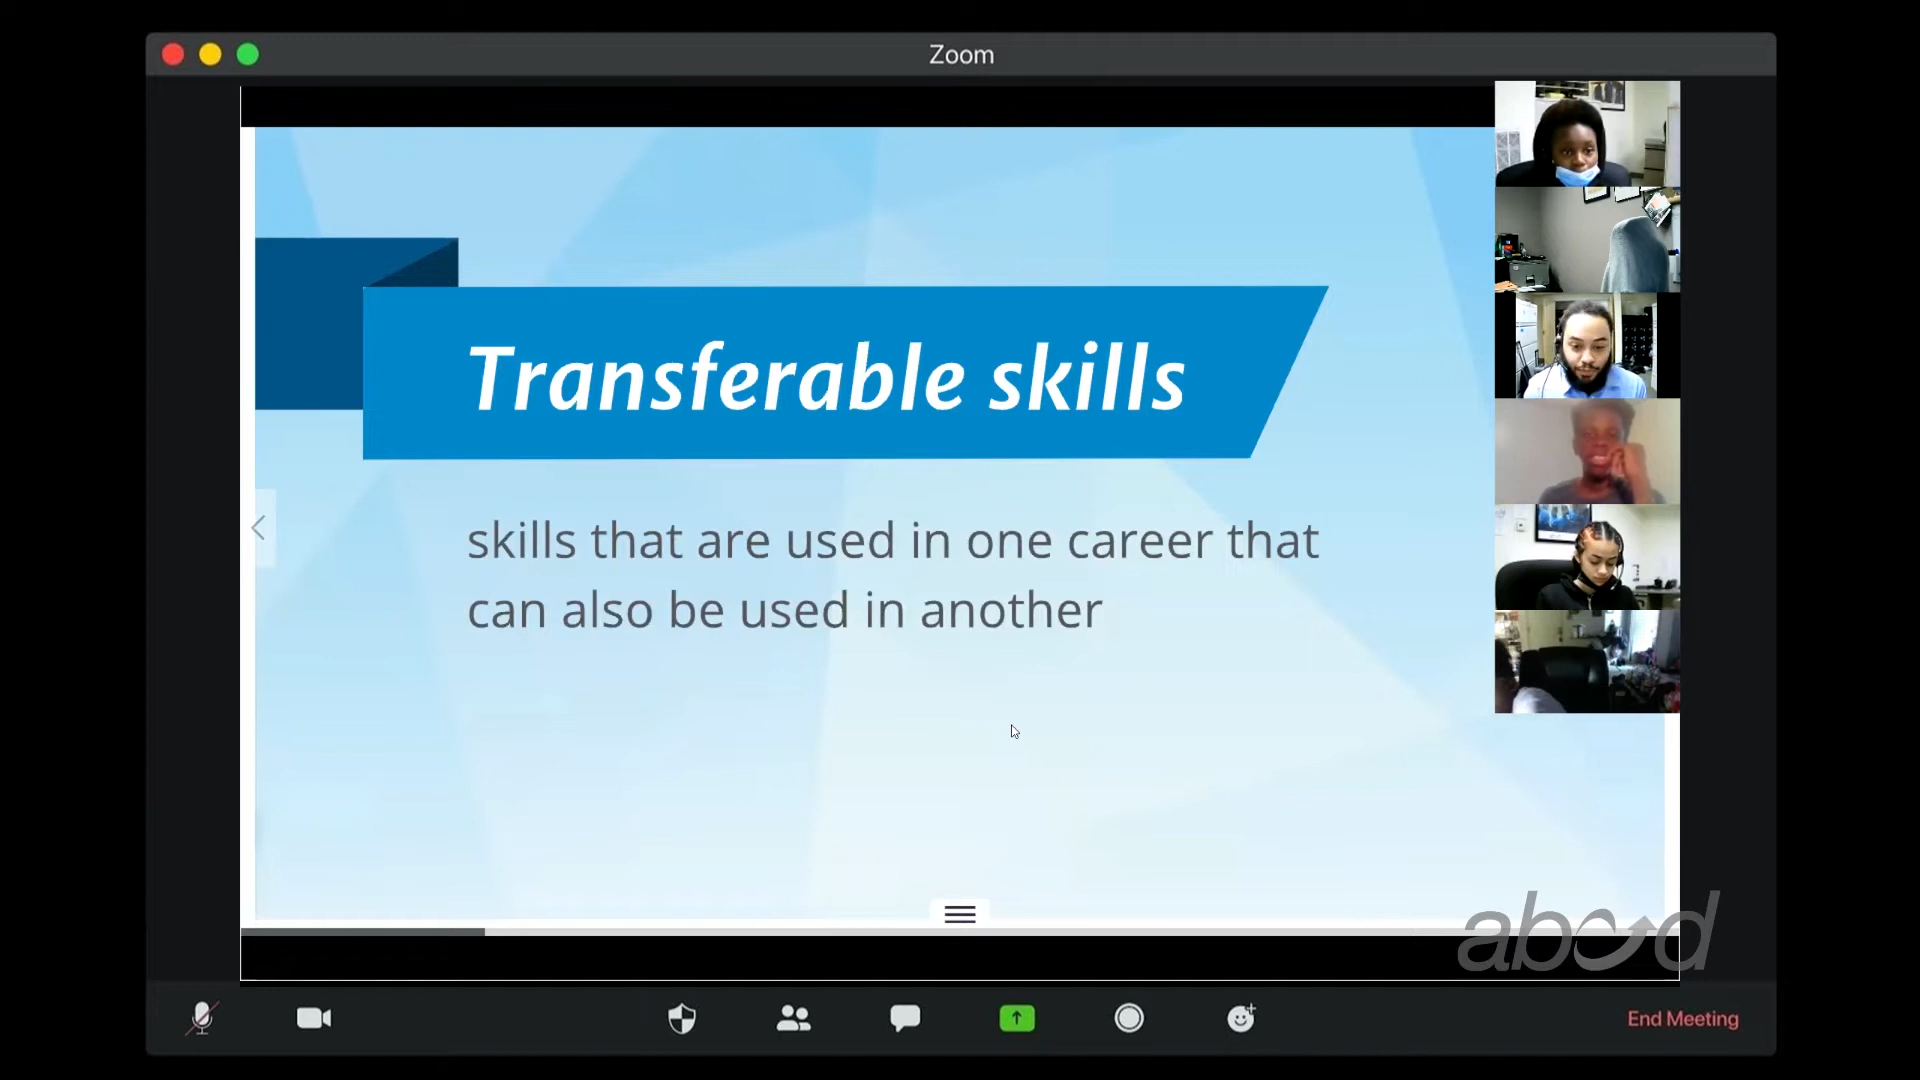 Zoom
Transferable skills
skills that are used in one career that
can also be used in another
abcd
End Meeting